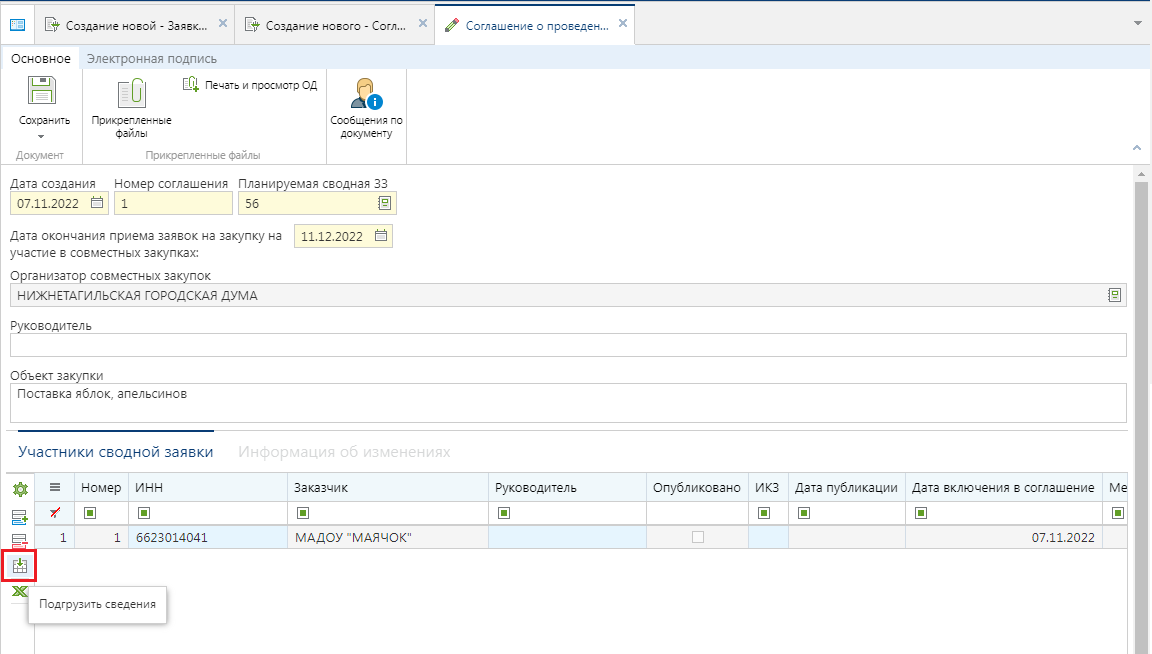 Создание новой - Заявк...
Создание нового - Согл...
Соглашение о проведен...
Основное
Электронная подпись
Сохранить
Прикрепленные
файлы
Печать и просмотр ОД
Сообщения по
документу
Документ
Прикрепленные файлы
Дата создания
Номер соглашения
Планируемая сводная ЗЗ
07.11.2022
1
56
Дата окончания приема заявок на закупку на
участие в совместных закупках:
11.12.2022
Организатор совместных закупок
НИЖНЕТАГИЛЬСКАЯ ГОРОДСКАЯ ДУМА
Руководитель
Объект закупки
Поставка яблок, апельсинов
Участники сводной заявки
Информация об изменениях
Номер ИНН Заказчик Руководитель Опубликовано ИКЗ Дата публикации Дата включения в соглашение Ме
1 1 6623014041 МАДОУ "МАЯЧОК" 07.11.2022
Подгрузить сведения